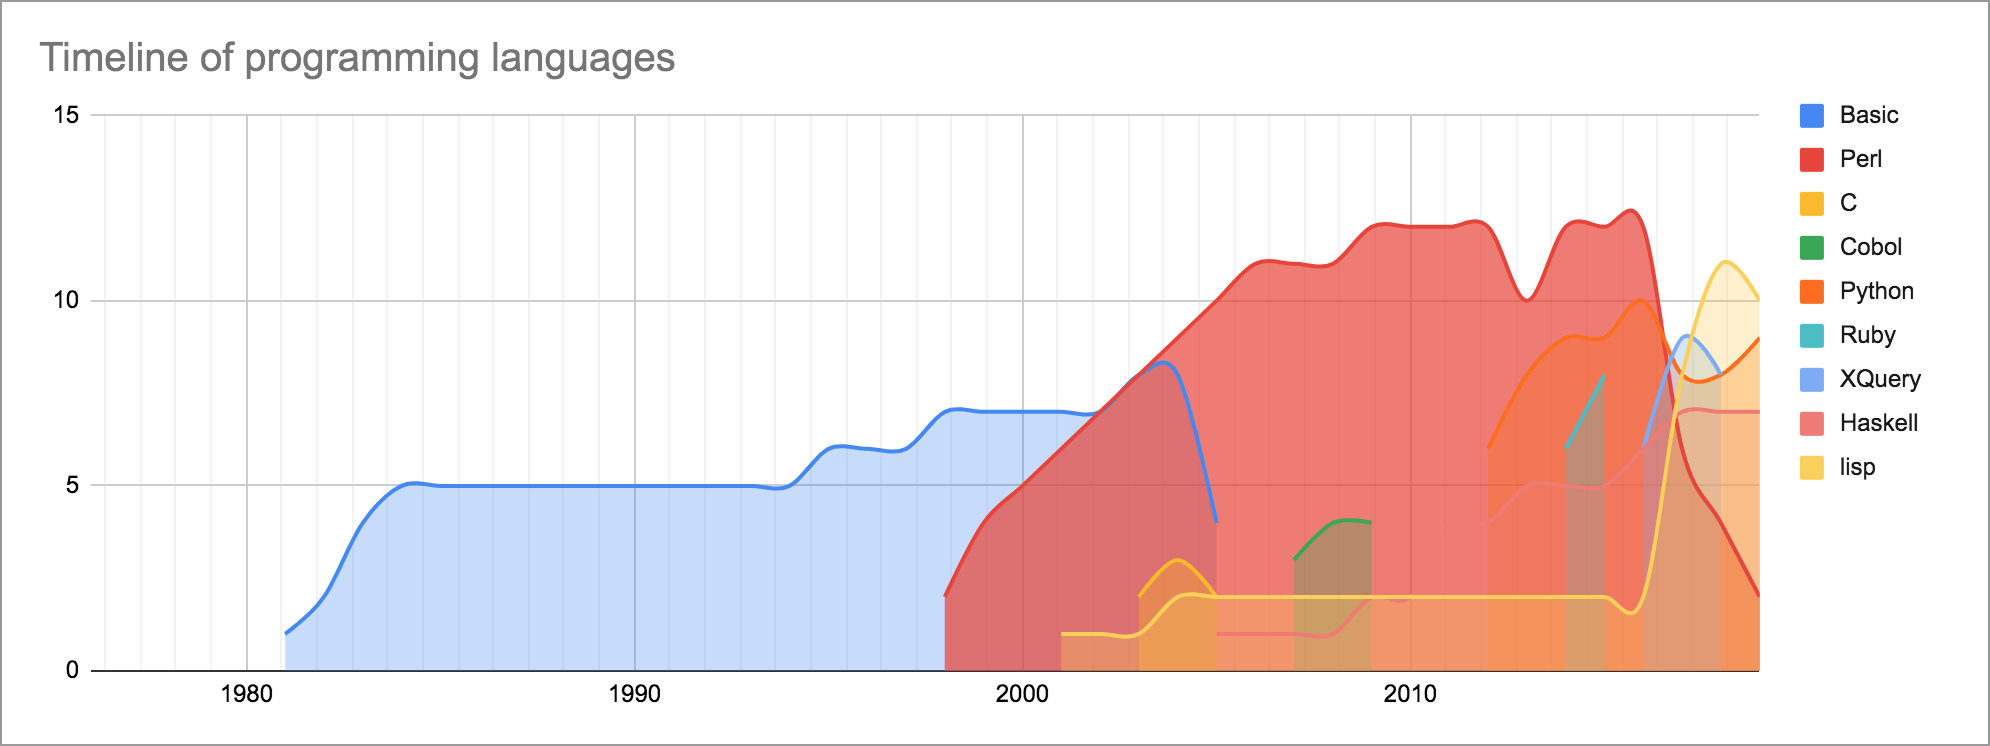 Timeline of programming languages
15
10
5
0
1980 1990 2000 2010
Basic
Perl
C
Cobol
Python
Ruby
XQuery
Haskell
lisp